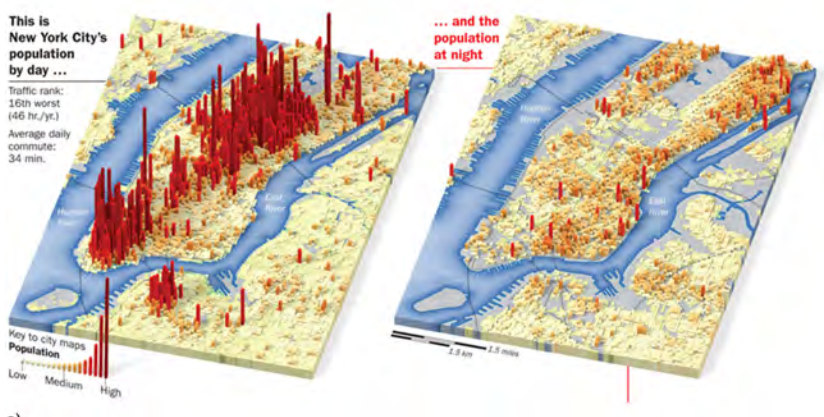 This is
New York City's
population
by day ...
Traffic rank:
16th worst
(46 hr./yr.)
Average daily
commute:
34 min.
Hudson
River
East
River
Key to city maps
Population
Low
Medium
High
... and the
population
at night
Hudson
River
East
River
1.5 km
1.5 miles